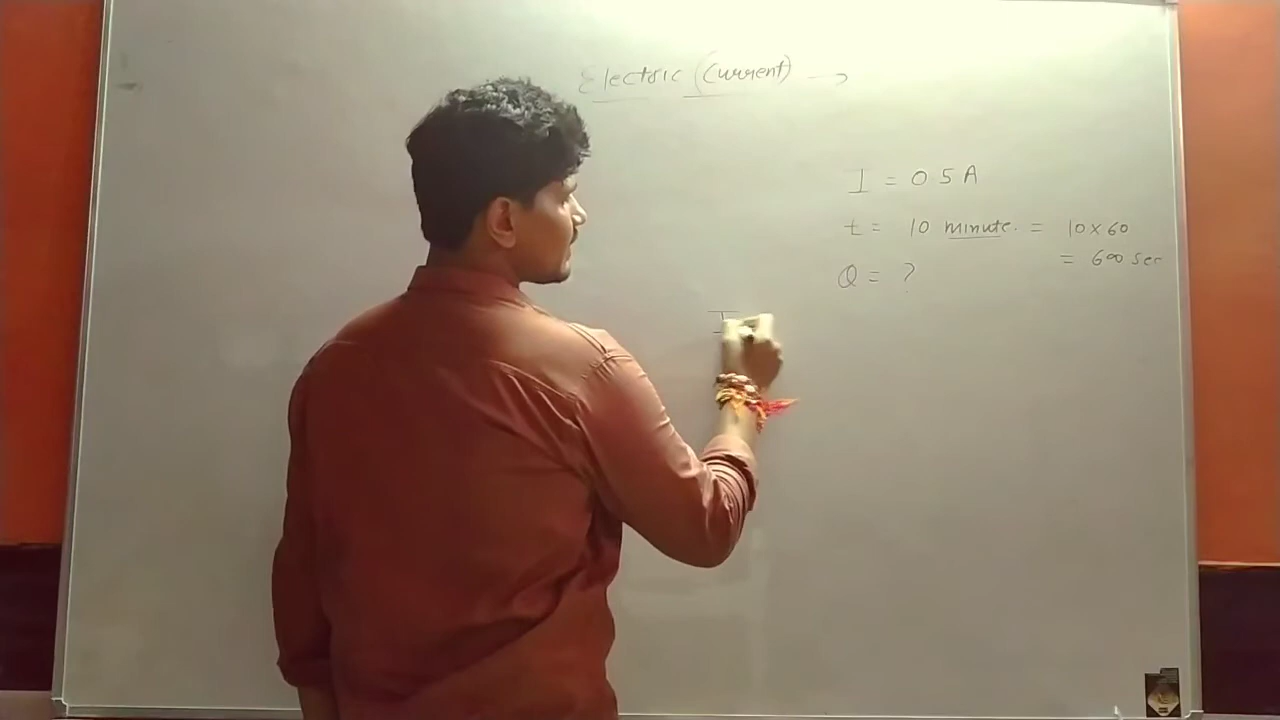 Electric (Current) →
I = 0 5 A
t = 10 minute. = 10 x 60
= 600 sec
Q = ?
I